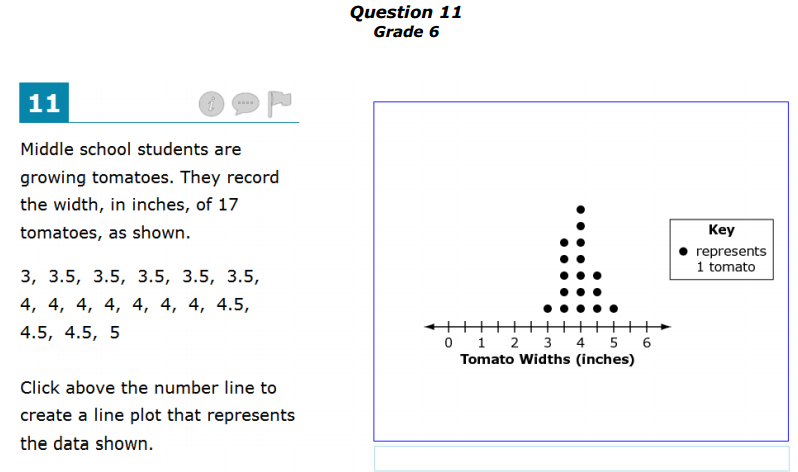 Question 11
Grade 6
11
Middle school students are
growing tomatoes. They record
the width, in inches, of 17
tomatoes, as shown.
3, 3.5, 3.5, 3.5, 3.5, 3.5,
4, 4, 4, 4, 4, 4, 4, 4.5,
4.5, 4.5, 5
Click above the number line to
create a line plot that represents
the data shown.
Key
represents
1 tomato
0 1 2 3 4 5 6
Tomato Widths (inches)